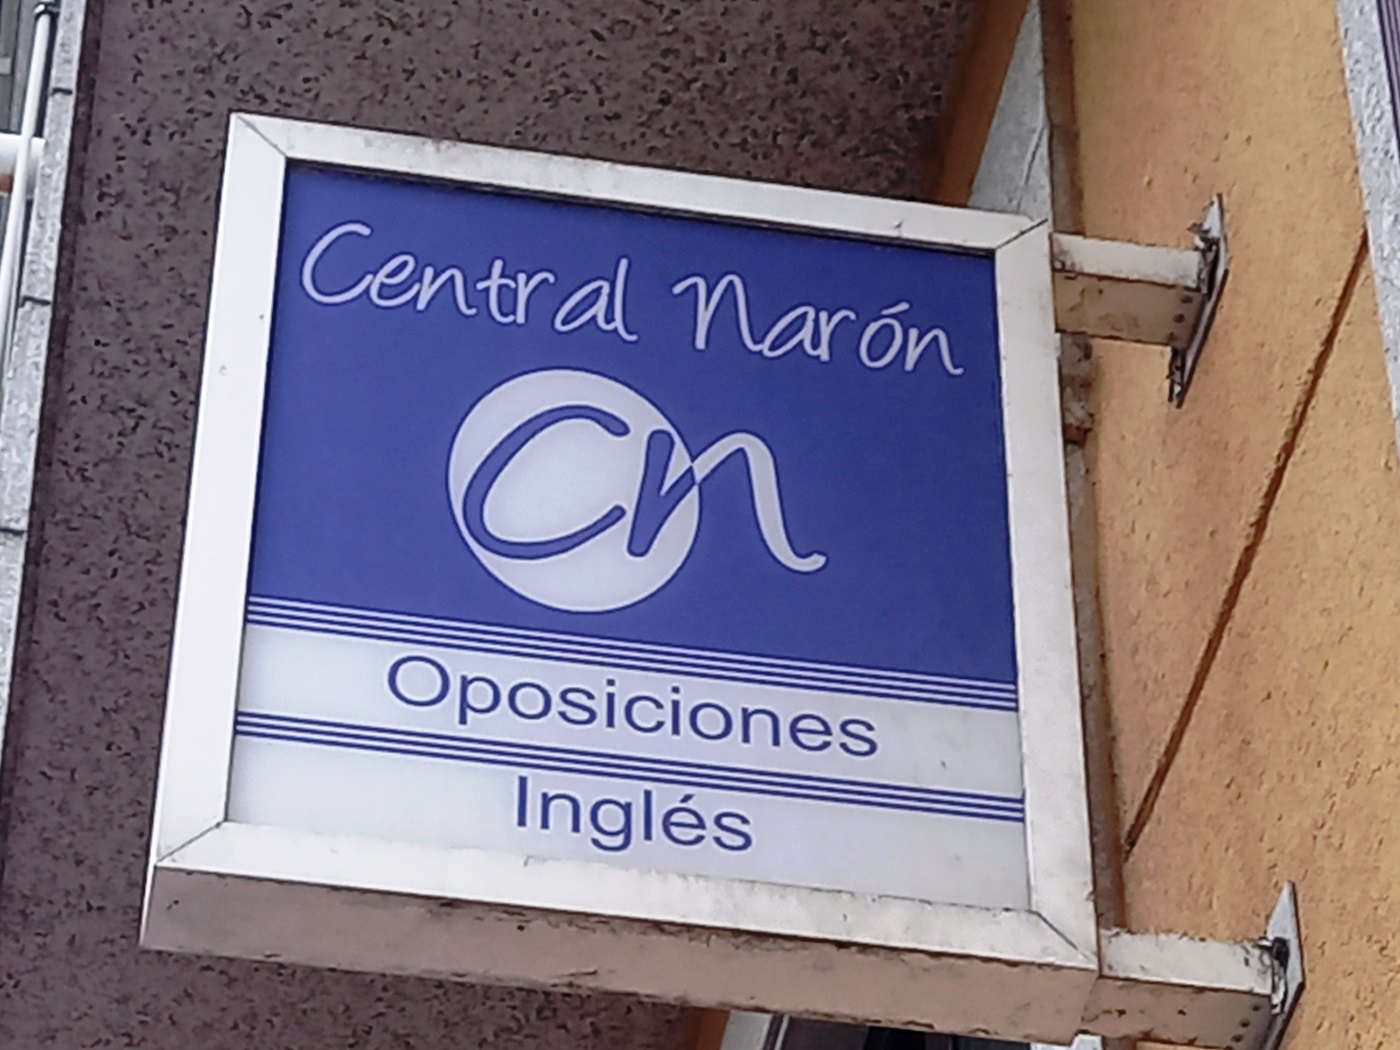 Central Narón
cn
Oposiciones
Inglés